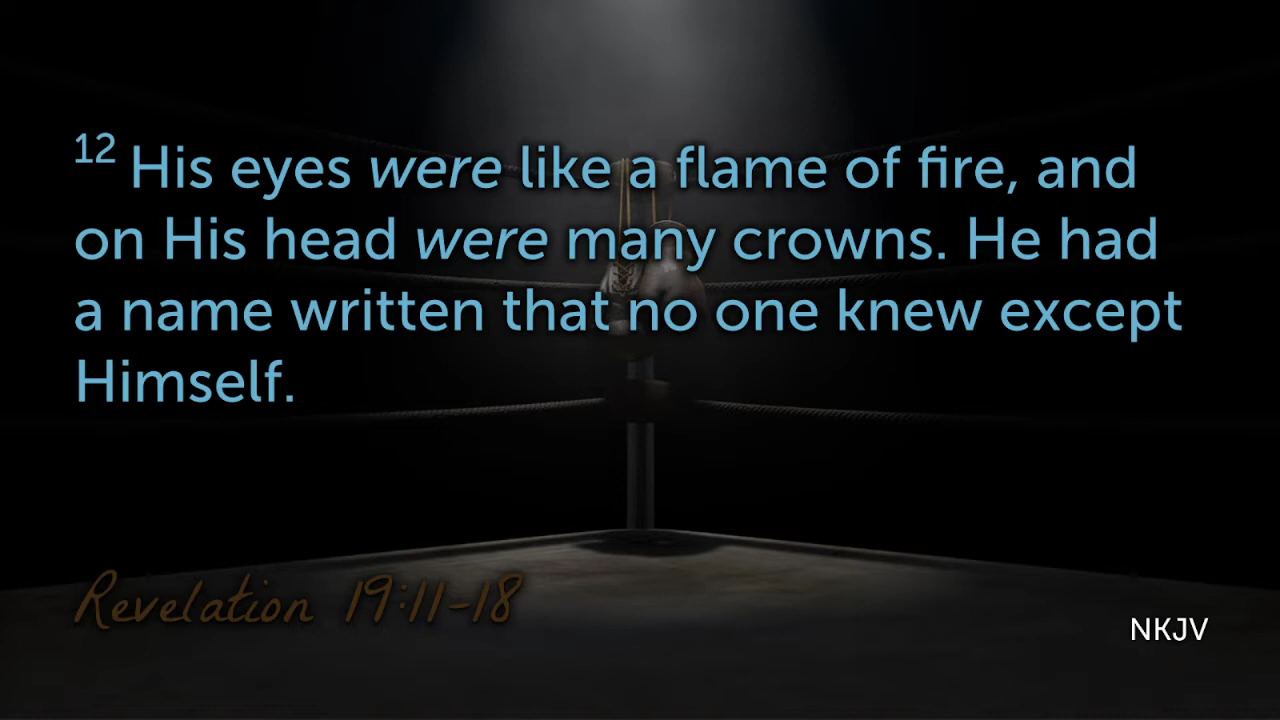 12 His eyes were like a flame of fire, and
on His head were many crowns. He had
a name written that no one knew except
Himself.
Revelation 19:11-18
NKJV